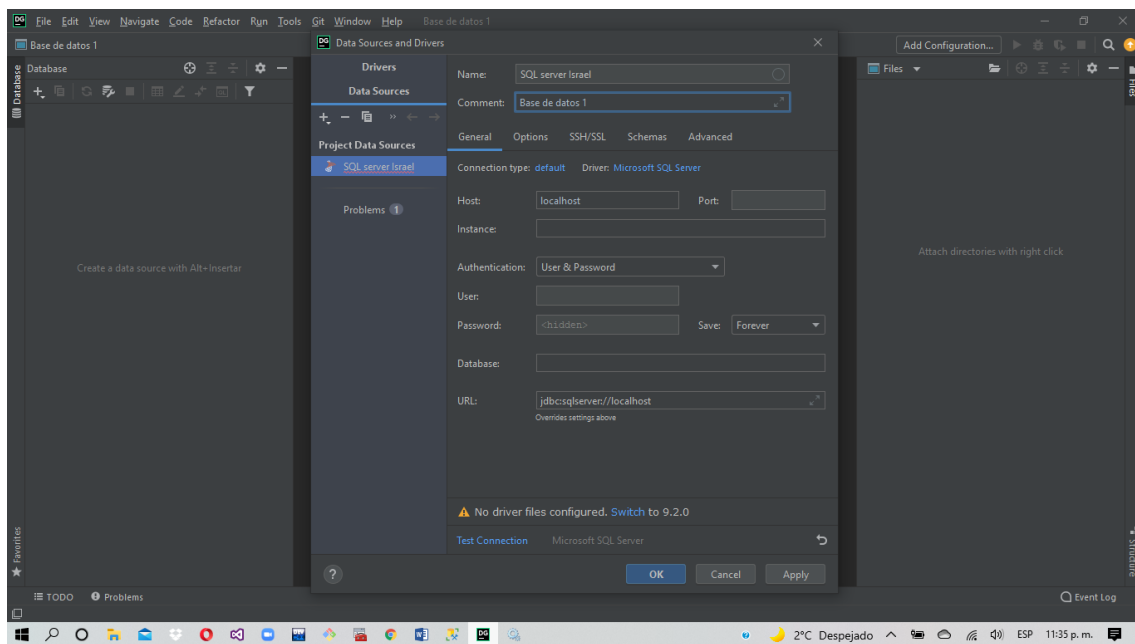 DG File Edit View Navigate Code Refactor Run Tools Git Window Help Base de datos 1
Base de datos 1
Add Configuration...
Database
Database
Create a data source with Alt+Insertar
Favorites
Data Sources and Drivers
Drivers
Data Sources
Project Data Sources
SQL server Israel
Problems 1
Name: SQL server Israel
Comment: Base de datos 1
General Options SSH/SSL Schemas Advanced
Connection type: default Driver: Microsoft SQL Server
Host: localhost Port:
Instance:
Authentication: User & Password
User:
Password: <hidden> Save: Forever
Database:
URL: jdbc:sqlserver://localhost
Overrides settings above
No driver files configured. Switch to 9.2.0
Test Connection Microsoft SQL Server
? OK Cancel Apply
Files
Files
Attach directories with right click
Structure
TODO Problems Event Log
2°C Despejado ESP 11:35 p. m.